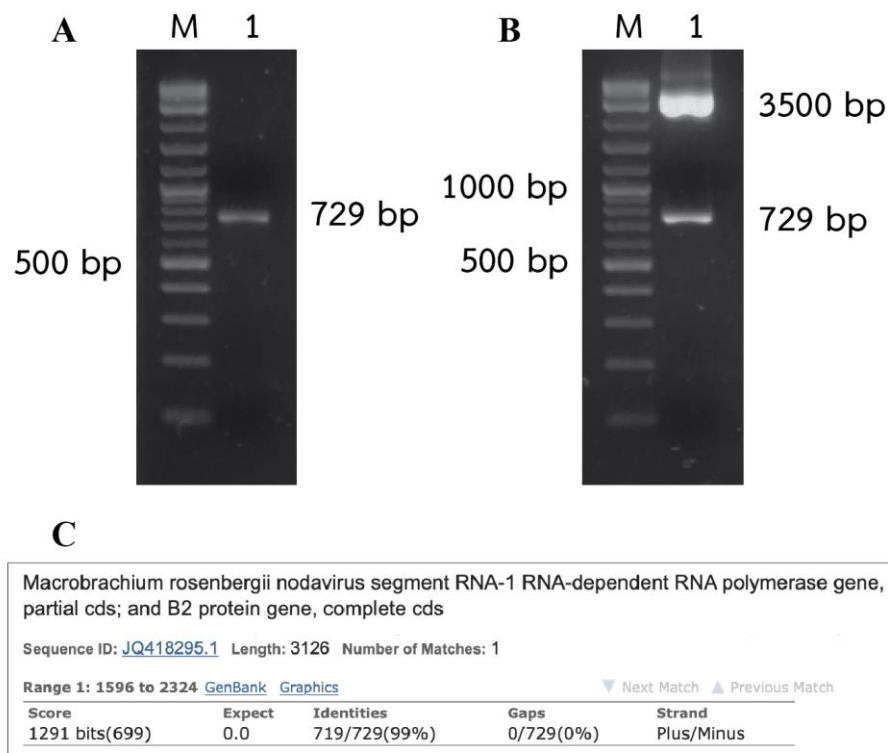 A
M 1
729 bp
500 bp
B
M 1
3500 bp
1000 bp
729 bp
500 bp
C
Macrobrachium rosenbergii nodavirus segment RNA-1 RNA-dependent RNA polymerase gene,
partial cds; and B2 protein gene, complete cds
Sequence ID: JQ418295.1 Length: 3126 Number of Matches: 1
Range 1: 1596 to 2324 GenBank Graphics Next Match Previous Match
Score Expect Identities Gaps Strand
1291 bits(699) 0.0 719/729(99%) 0/729(0%) Plus/Minus